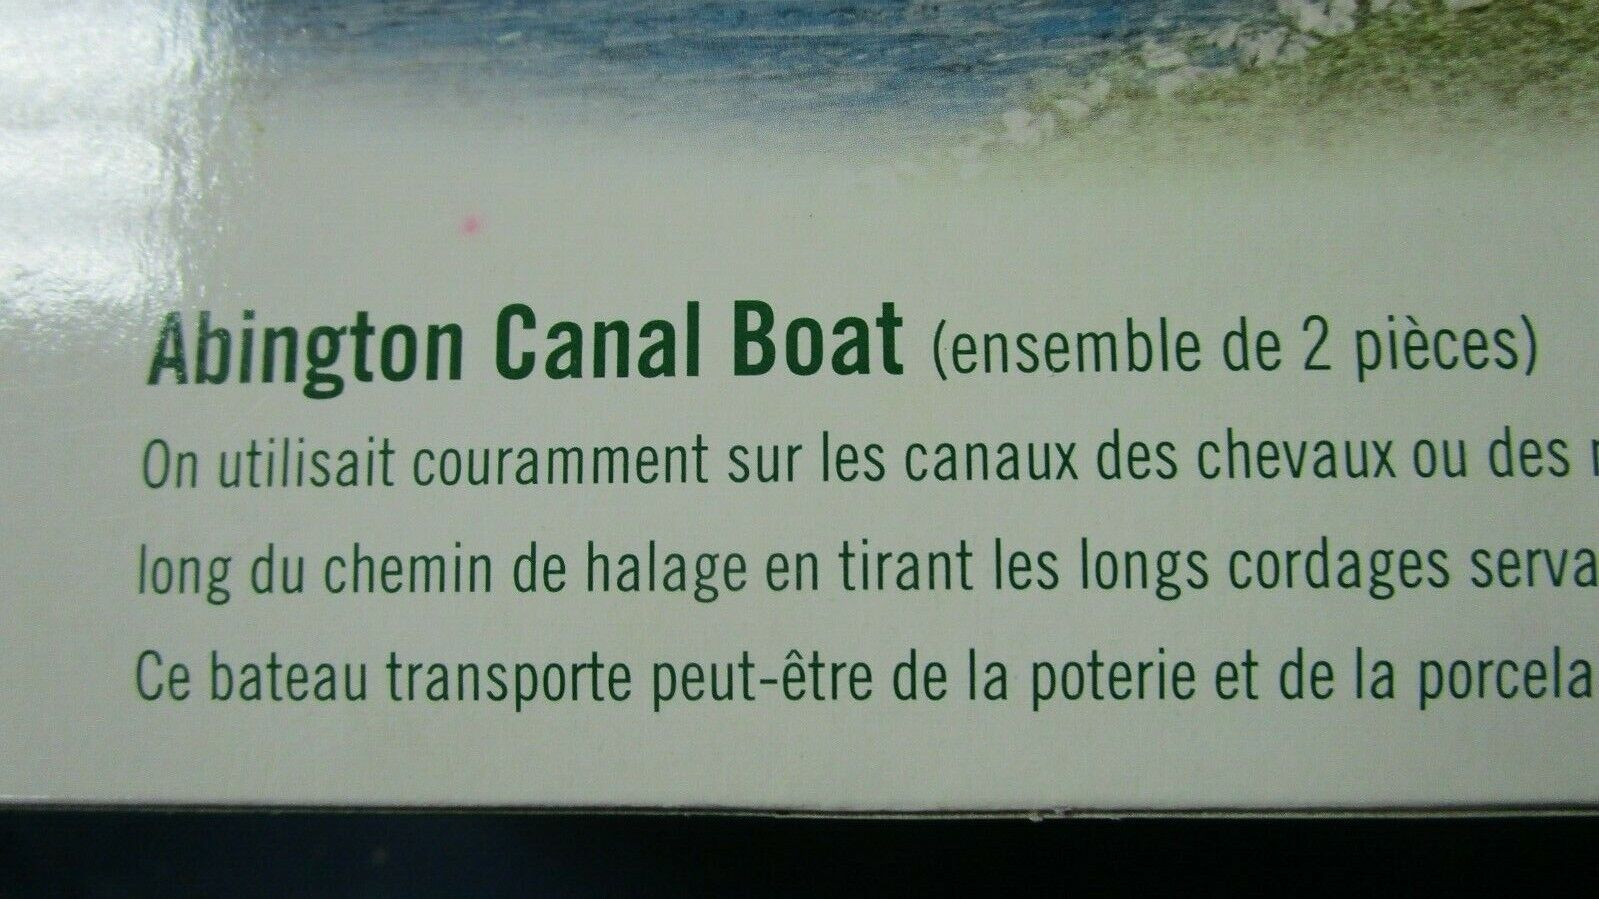 Abington Canal Boat (ensemble de 2 pièces)
On utilisait couramment sur les canaux des chevaux ou des
long du chemin de halage en tirant les longs cordages serva
Ce bateau transporte peut-être de la poterie et de la porcela